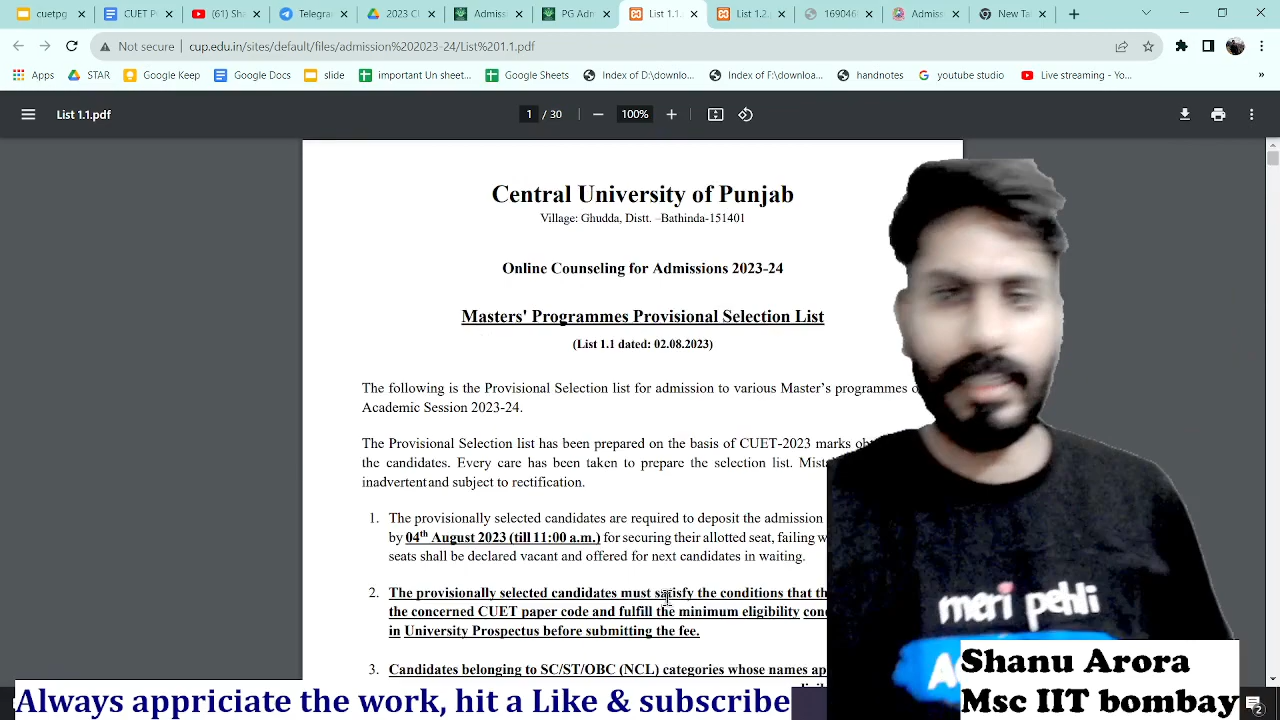 cuetpg
2023 CUET Cl
(61) Sha
Telegram
2023 CUE
Admissio
PG Admi
List 1.1.p
List 1.2.p
169046
Admissi
New Tab
Not secure | cup.edu.in/sites/default/files/admission%202023-24/List%201.1.pdf
Apps
STAR
Google Keep
Google Docs
slide
important Un sheet...
Google Sheets
Index of D:\downlo...
Index of F:\downloa...
handnotes
youtube studio
Live streaming - Yo...
»
List 1.1.pdf
1 / 30
100%
Central University of Punjab
Village: Ghudda, Distt. –Bathinda-151401
Online Counseling for Admissions 2023-24
Masters' Programmes Provisional Selection List
(List 1.1 dated: 02.08.2023)
The following is the Provisional Selection list for admission to various Master's programmes
Academic Session 2023-24.
The Provisional Selection list has been prepared on the basis of CUET-2023 marks
the candidates. Every care has been taken to prepare the selection list.
inadvertent and subject to rectification.
1. The provisionally selected candidates are required to deposit the admission
by 04th August 2023 (till 11:00 a.m.) for securing their allotted seat, failing
seats shall be declared vacant and offered for next candidates in waiting.
2. The provisionally selected candidates must satisfy the conditions that
the concerned CUET paper code and fulfill the minimum eligibility
in University Prospectus before submitting the fee.
3. Candidates belonging to SC/ST/OBC (NCL) categories whose names
meri pehli
Shanu Arora
Msc IIT bombay
Always appriciate the work, hit a Like & subscribe